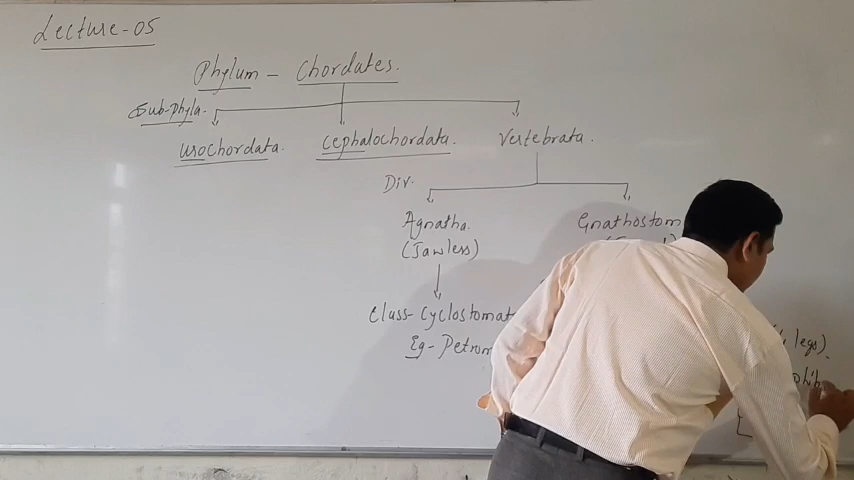 Lecture-05
Phylum - Chordates.
Sub-phyla.
Urochordata. Cephalochordata. Vertebrata.
Div.
Agnatha. Gnathostom
(Jawless)
Class-Cyclostomat
Eg- Petrom
legs).